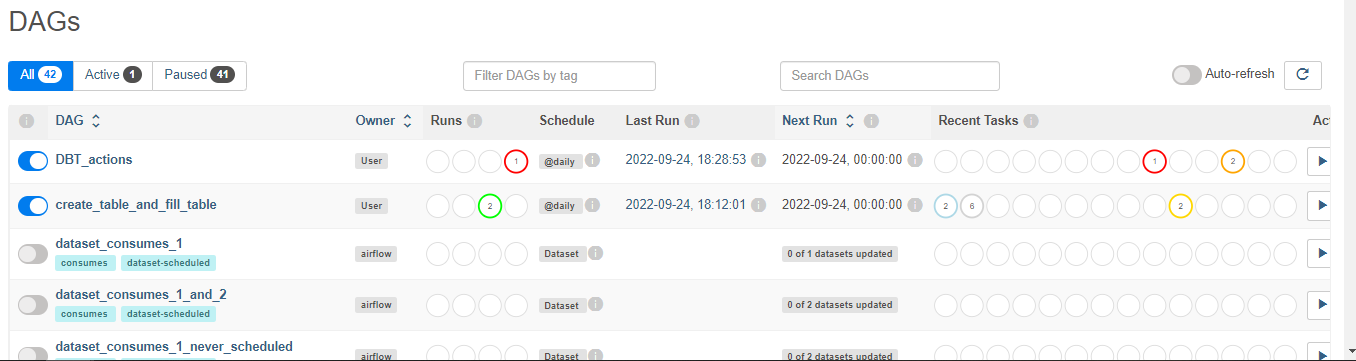 DAGs
All 42 Active 1 Paused 41 Filter DAGs by tag Search DAGs Auto-refresh
DAG Owner Runs Schedule Last Run Next Run Recent Tasks
DBT_actions User 1 @daily 2022-09-24, 18:28:53 2022-09-24, 00:00:00 1 2
create_table_and_fill_table User 2 @daily 2022-09-24, 18:12:01 2022-09-24, 00:00:00 2 6 2
dataset_consumes_1 airflow Dataset 0 of 1 datasets updated
consumes dataset-scheduled
dataset_consumes_1_and_2 airflow Dataset 0 of 2 datasets updated
consumes dataset-scheduled
dataset_consumes_1_never_scheduled airflow Dataset 0 of 2 datasets updated